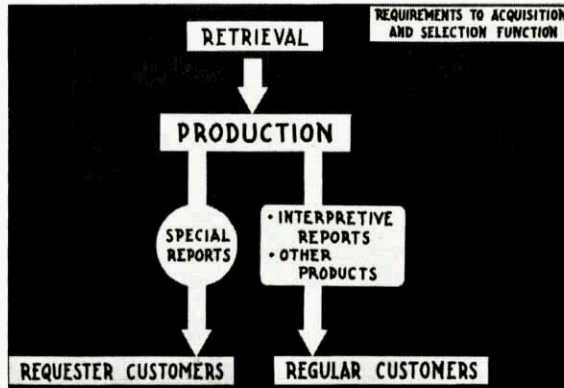 REQUIREMENTS TO ACQUISITION
AND SELECTION FUNCTION
RETRIEVAL
PRODUCTION
SPECIAL
REPORTS
• INTERPRETIVE
REPORTS
• OTHER
PRODUCTS
REQUESTER CUSTOMERS
REGULAR CUSTOMERS